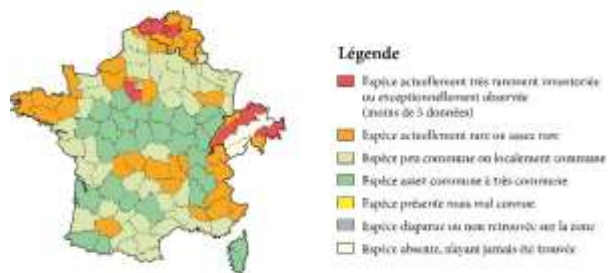 Légende
Espèce actuellement très rarement inventoriée
ou exceptionnellement observée
(moins de 5 données)
Espèce actuellement rare ou assez rare
Espèce peu commune ou localement commune
Espèce assez commune à très commune
Espèce présente mais mal connue
Espèce disparue ou non retrouvée sur la zone
Espèce absente, n'ayant jamais été trouvée